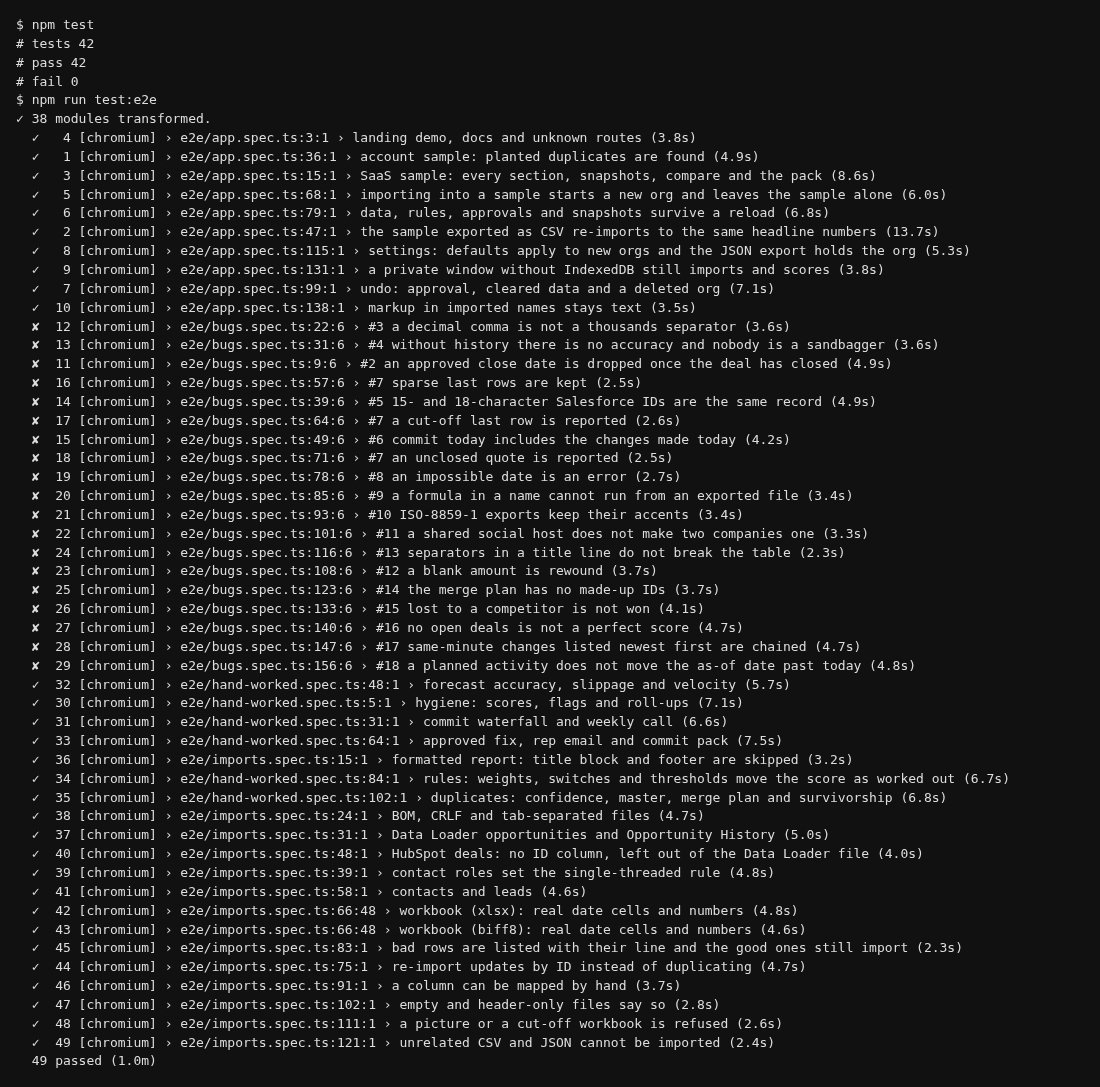 $ npm test
# tests 42
# pass 42
# fail 0
$ npm run test:e2e
✓ 38 modules transformed.
✓ 4 [chromium] › e2e/app.spec.ts:3:1 › landing demo, docs and unknown routes (3.8s)
✓ 1 [chromium] › e2e/app.spec.ts:36:1 › account sample: planted duplicates are found (4.9s)
✓ 3 [chromium] › e2e/app.spec.ts:15:1 › SaaS sample: every section, snapshots, compare and the pack (8.6s)
✓ 5 [chromium] › e2e/app.spec.ts:68:1 › importing into a sample starts a new org and leaves the sample alone (6.0s)
✓ 6 [chromium] › e2e/app.spec.ts:79:1 › data, rules, approvals and snapshots survive a reload (6.8s)
✓ 2 [chromium] › e2e/app.spec.ts:47:1 › the sample exported as CSV re-imports to the same headline numbers (13.7s)
✓ 8 [chromium] › e2e/app.spec.ts:115:1 › settings: defaults apply to new orgs and the JSON export holds the org (5.3s)
✓ 9 [chromium] › e2e/app.spec.ts:131:1 › a private window without IndexedDB still imports and scores (3.8s)
✓ 7 [chromium] › e2e/app.spec.ts:99:1 › undo: approval, cleared data and a deleted org (7.1s)
✓ 10 [chromium] › e2e/app.spec.ts:138:1 › markup in imported names stays text (3.5s)
✘ 12 [chromium] › e2e/bugs.spec.ts:22:6 › #3 a decimal comma is not a thousands separator (3.6s)
✘ 13 [chromium] › e2e/bugs.spec.ts:31:6 › #4 without history there is no accuracy and nobody is a sandbagger (3.6s)
✘ 11 [chromium] › e2e/bugs.spec.ts:9:6 › #2 an approved close date is dropped once the deal has closed (4.9s)
✘ 16 [chromium] › e2e/bugs.spec.ts:57:6 › #7 sparse last rows are kept (2.5s)
✘ 14 [chromium] › e2e/bugs.spec.ts:39:6 › #5 15- and 18-character Salesforce IDs are the same record (4.9s)
✘ 17 [chromium] › e2e/bugs.spec.ts:64:6 › #7 a cut-off last row is reported (2.6s)
✘ 15 [chromium] › e2e/bugs.spec.ts:49:6 › #6 commit today includes the changes made today (4.2s)
✘ 18 [chromium] › e2e/bugs.spec.ts:71:6 › #7 an unclosed quote is reported (2.5s)
✘ 19 [chromium] › e2e/bugs.spec.ts:78:6 › #8 an impossible date is an error (2.7s)
✘ 20 [chromium] › e2e/bugs.spec.ts:85:6 › #9 a formula in a name cannot run from an exported file (3.4s)
✘ 21 [chromium] › e2e/bugs.spec.ts:93:6 › #10 ISO-8859-1 exports keep their accents (3.4s)
✘ 22 [chromium] › e2e/bugs.spec.ts:101:6 › #11 a shared social host does not make two companies one (3.3s)
✘ 24 [chromium] › e2e/bugs.spec.ts:116:6 › #13 separators in a title line do not break the table (2.3s)
✘ 23 [chromium] › e2e/bugs.spec.ts:108:6 › #12 a blank amount is rewound (3.7s)
✘ 25 [chromium] › e2e/bugs.spec.ts:123:6 › #14 the merge plan has no made-up IDs (3.7s)
✘ 26 [chromium] › e2e/bugs.spec.ts:133:6 › #15 lost to a competitor is not won (4.1s)
✘ 27 [chromium] › e2e/bugs.spec.ts:140:6 › #16 no open deals is not a perfect score (4.7s)
✘ 28 [chromium] › e2e/bugs.spec.ts:147:6 › #17 same-minute changes listed newest first are chained (4.7s)
✘ 29 [chromium] › e2e/bugs.spec.ts:156:6 › #18 a planned activity does not move the as-of date past today (4.8s)
✓ 32 [chromium] › e2e/hand-worked.spec.ts:48:1 › forecast accuracy, slippage and velocity (5.7s)
✓ 30 [chromium] › e2e/hand-worked.spec.ts:5:1 › hygiene: scores, flags and roll-ups (7.1s)
✓ 31 [chromium] › e2e/hand-worked.spec.ts:31:1 › commit waterfall and weekly call (6.6s)
✓ 33 [chromium] › e2e/hand-worked.spec.ts:64:1 › approved fix, rep email and commit pack (7.5s)
✓ 36 [chromium] › e2e/imports.spec.ts:15:1 › formatted report: title block and footer are skipped (3.2s)
✓ 34 [chromium] › e2e/hand-worked.spec.ts:84:1 › rules: weights, switches and thresholds move the score as worked out (6.7s)
✓ 35 [chromium] › e2e/hand-worked.spec.ts:102:1 › duplicates: confidence, master, merge plan and survivorship (6.8s)
✓ 38 [chromium] › e2e/imports.spec.ts:24:1 › BOM, CRLF and tab-separated files (4.7s)
✓ 37 [chromium] › e2e/imports.spec.ts:31:1 › Data Loader opportunities and Opportunity History (5.0s)
✓ 40 [chromium] › e2e/imports.spec.ts:48:1 › HubSpot deals: no ID column, left out of the Data Loader file (4.0s)
✓ 39 [chromium] › e2e/imports.spec.ts:39:1 › contact roles set the single-threaded rule (4.8s)
✓ 41 [chromium] › e2e/imports.spec.ts:58:1 › contacts and leads (4.6s)
✓ 42 [chromium] › e2e/imports.spec.ts:66:48 › workbook (xlsx): real date cells and numbers (4.8s)
✓ 43 [chromium] › e2e/imports.spec.ts:66:48 › workbook (biff8): real date cells and numbers (4.6s)
✓ 45 [chromium] › e2e/imports.spec.ts:83:1 › bad rows are listed with their line and the good ones still import (2.3s)
✓ 44 [chromium] › e2e/imports.spec.ts:75:1 › re-import updates by ID instead of duplicating (4.7s)
✓ 46 [chromium] › e2e/imports.spec.ts:91:1 › a column can be mapped by hand (3.7s)
✓ 47 [chromium] › e2e/imports.spec.ts:102:1 › empty and header-only files say so (2.8s)
✓ 48 [chromium] › e2e/imports.spec.ts:111:1 › a picture or a cut-off workbook is refused (2.6s)
✓ 49 [chromium] › e2e/imports.spec.ts:121:1 › unrelated CSV and JSON cannot be imported (2.4s)
49 passed (1.0m)